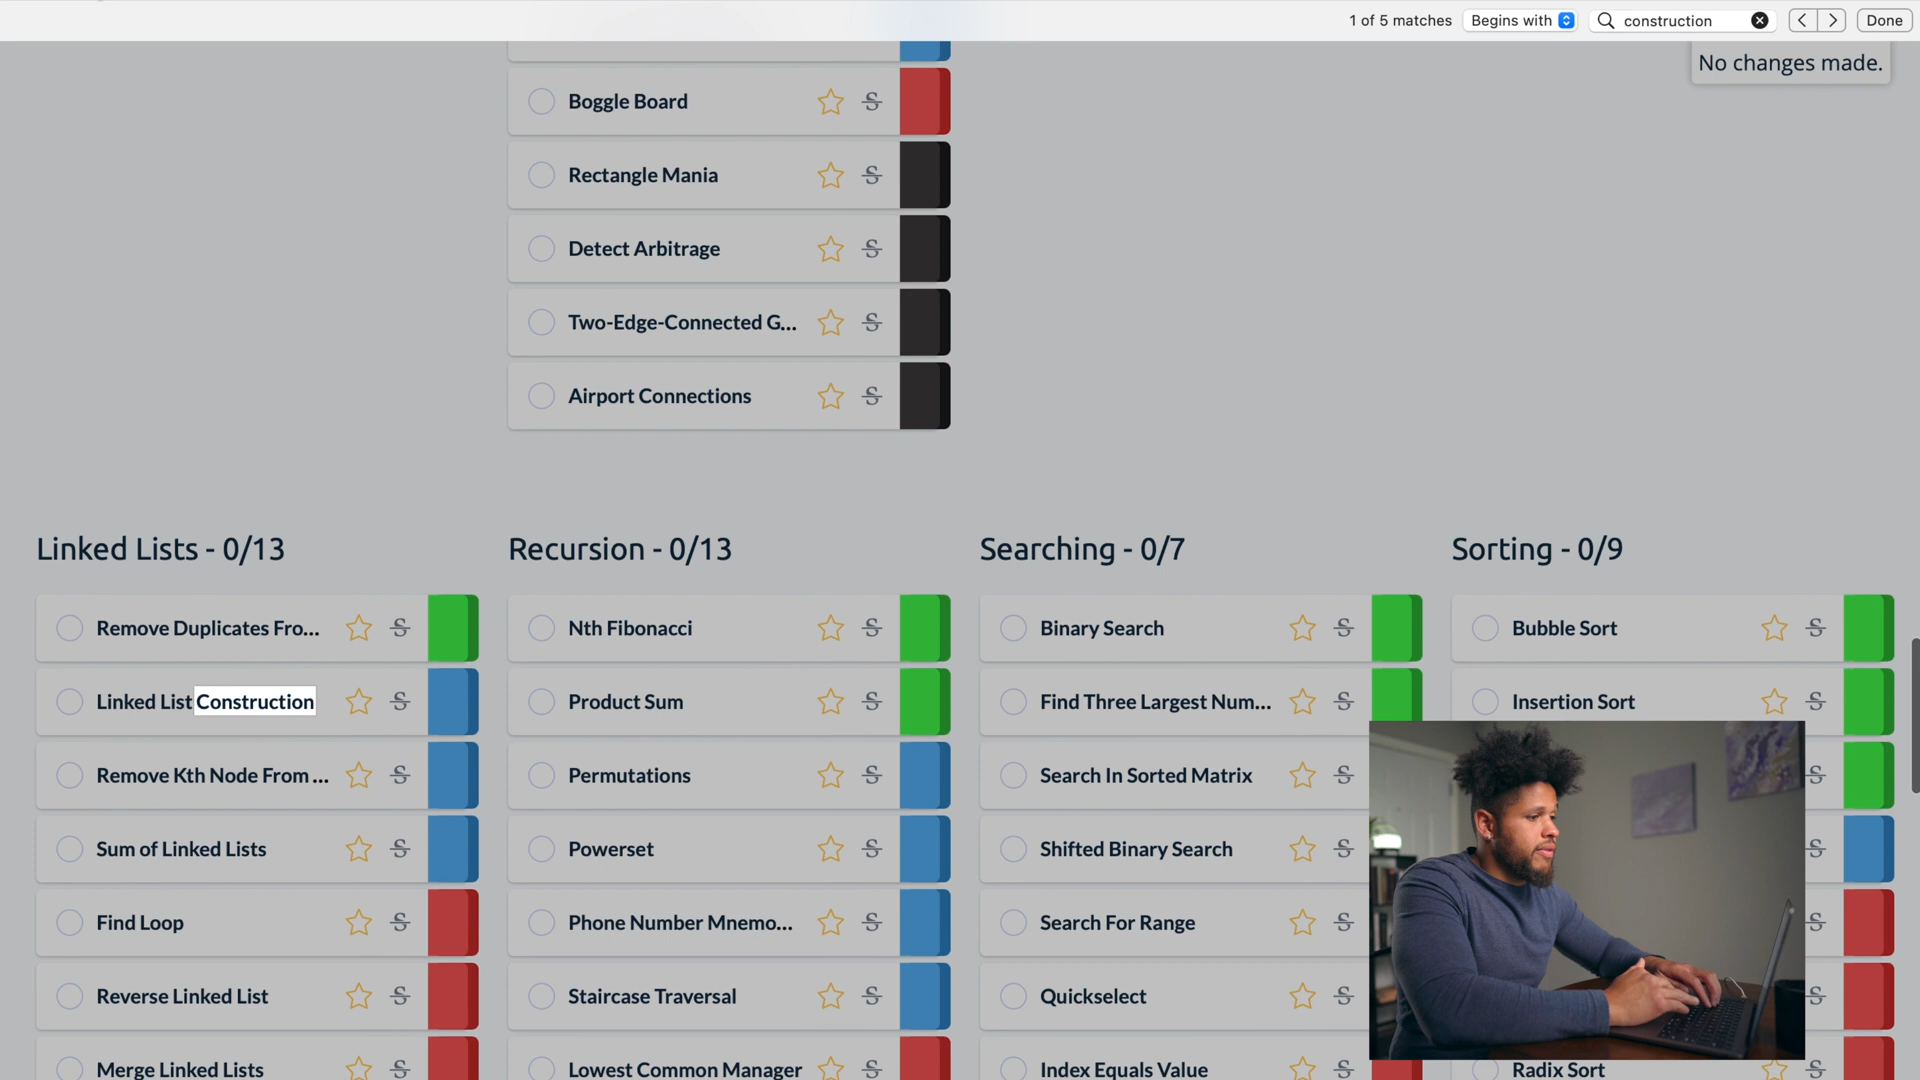 1 of 5 matches
Begins with
construction
Done
No changes made.
Boggle Board
Rectangle Mania
Detect Arbitrage
Two-Edge-Connected G...
Airport Connections
Linked Lists - 0/13
Remove Duplicates Fro...
Linked List Construction
Remove Kth Node From ...
Sum of Linked Lists
Find Loop
Reverse Linked List
Merge Linked Lists
Recursion - 0/13
Nth Fibonacci
Product Sum
Permutations
Powerset
Phone Number Mnemo...
Staircase Traversal
Lowest Common Manager
Searching - 0/7
Binary Search
Find Three Largest Num...
Search In Sorted Matrix
Shifted Binary Search
Search For Range
Quickselect
Index Equals Value
Sorting - 0/9
Bubble Sort
Insertion Sort
Radix Sort